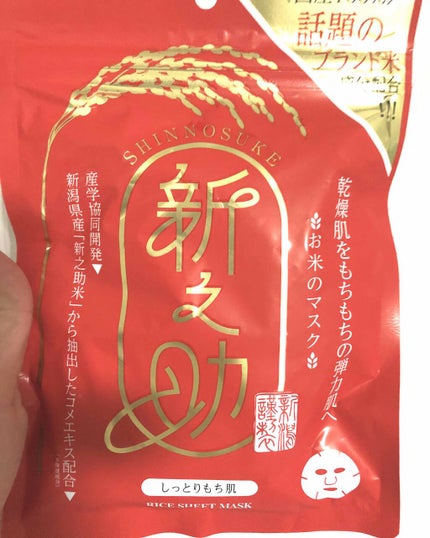 話題の
ブランド米
SHINNOSUKE
新之助
乾燥肌をもちもちの弾力肌へ
お米のマスク
産学協同開発▼
新潟県産「新之助米」から抽出したコメエキス配合▼
新潟
謹製
しっとりもち肌
RICE SHEET MASK